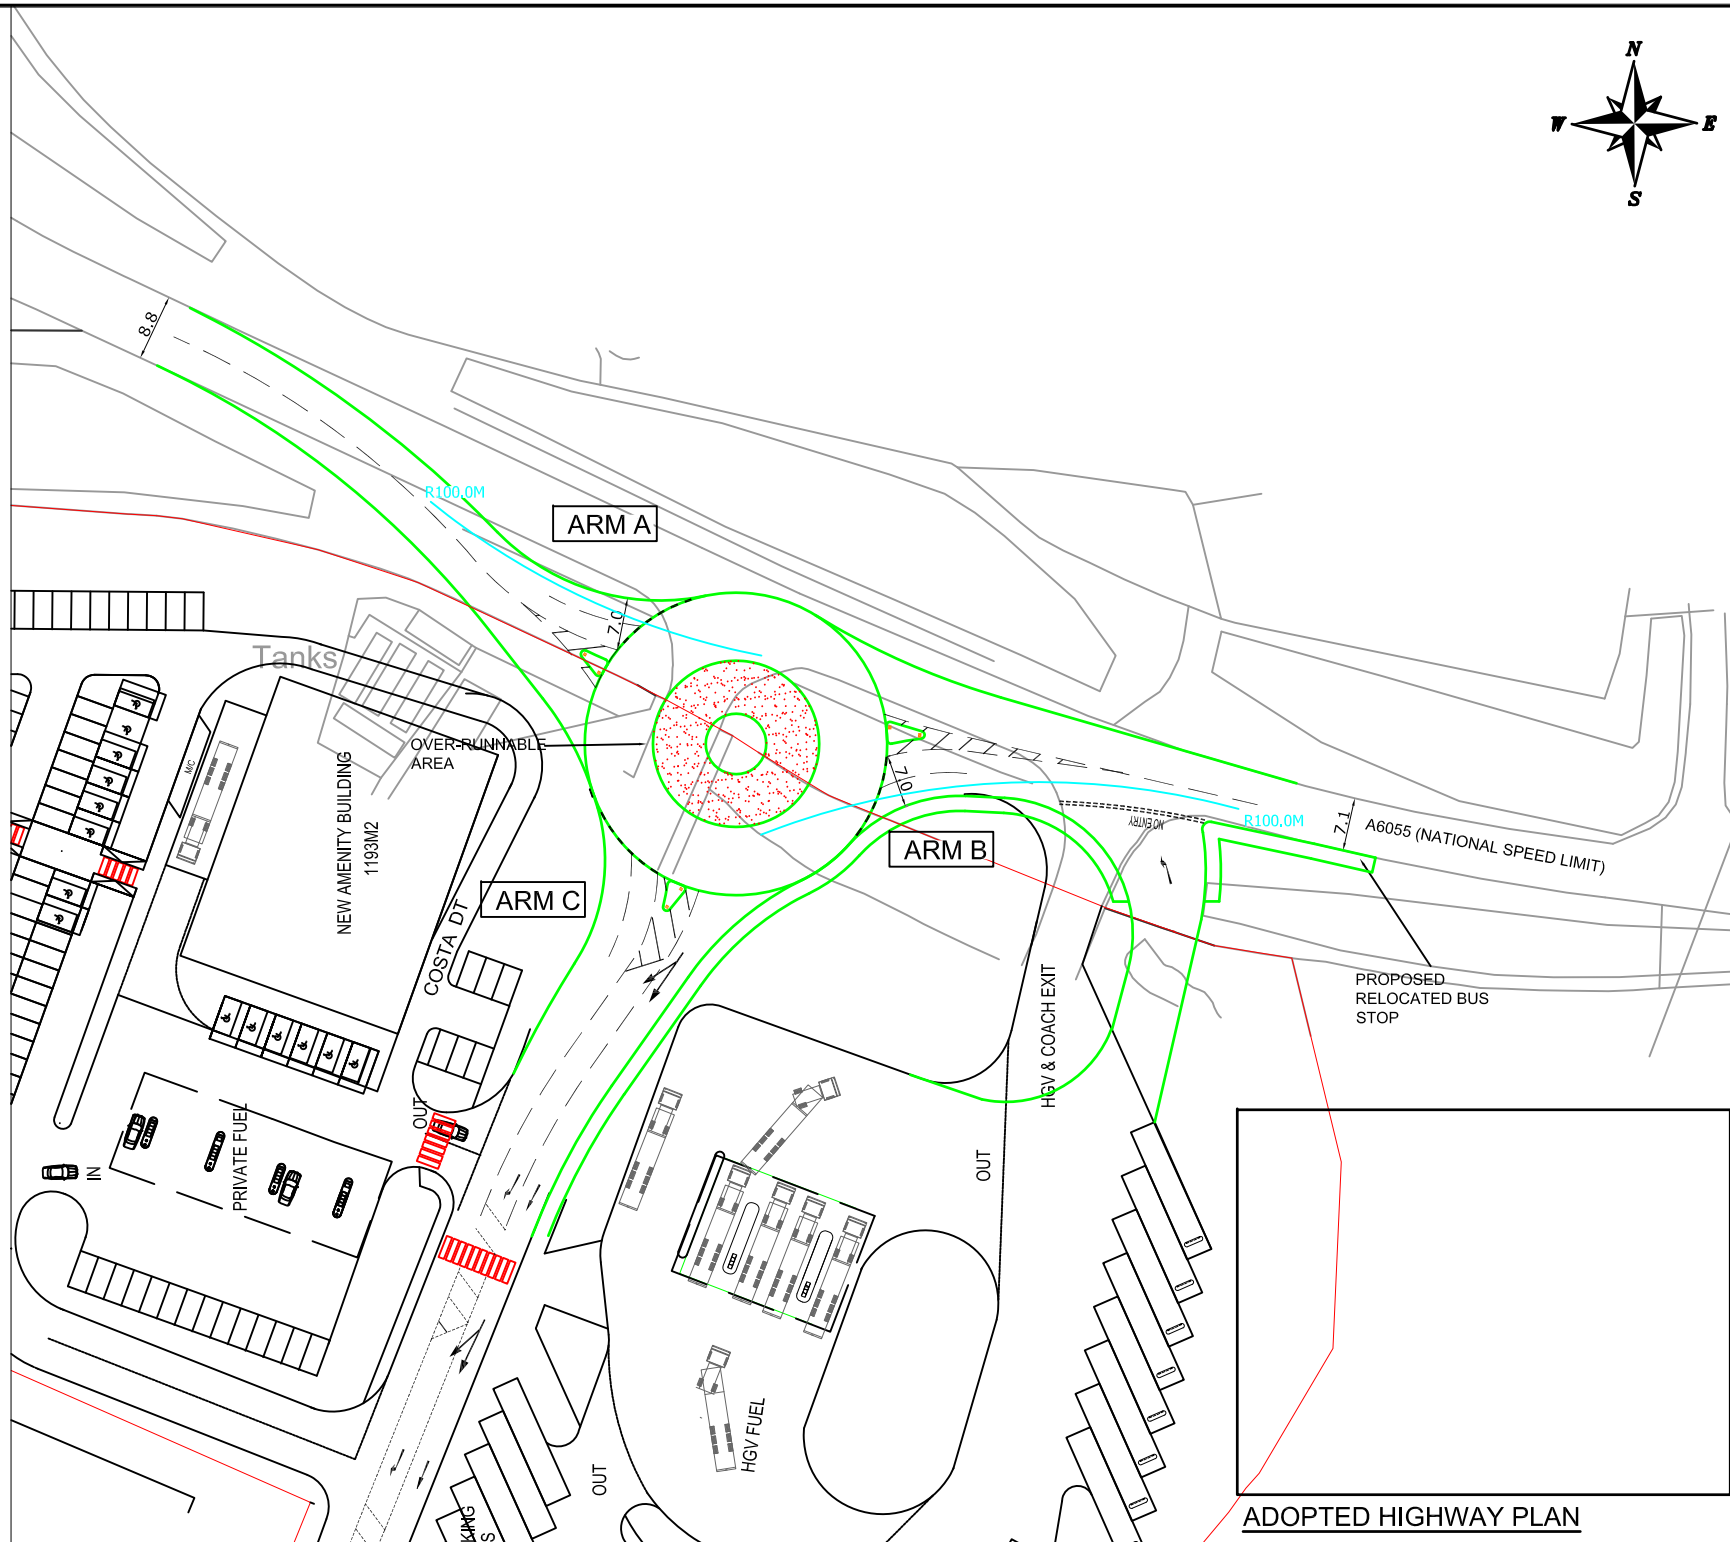 N
W E
S
8.8
R100.0M
ARM A
7.0
Tanks
M/C
OVER-RUNNABLE
AREA
NEW AMENITY BUILDING
1193M2
7.0
NO ENTRY
R100.0M
7.1
A6055 (NATIONAL SPEED LIMIT)
ARM B
ARM C
COSTA DT
PROPOSED
RELOCATED BUS
STOP
HGV & COACH EXIT
OUT
PRIVATE FUEL
IN
OUT
HGV FUEL
OUT
KING
S
ADOPTED HIGHWAY PLAN